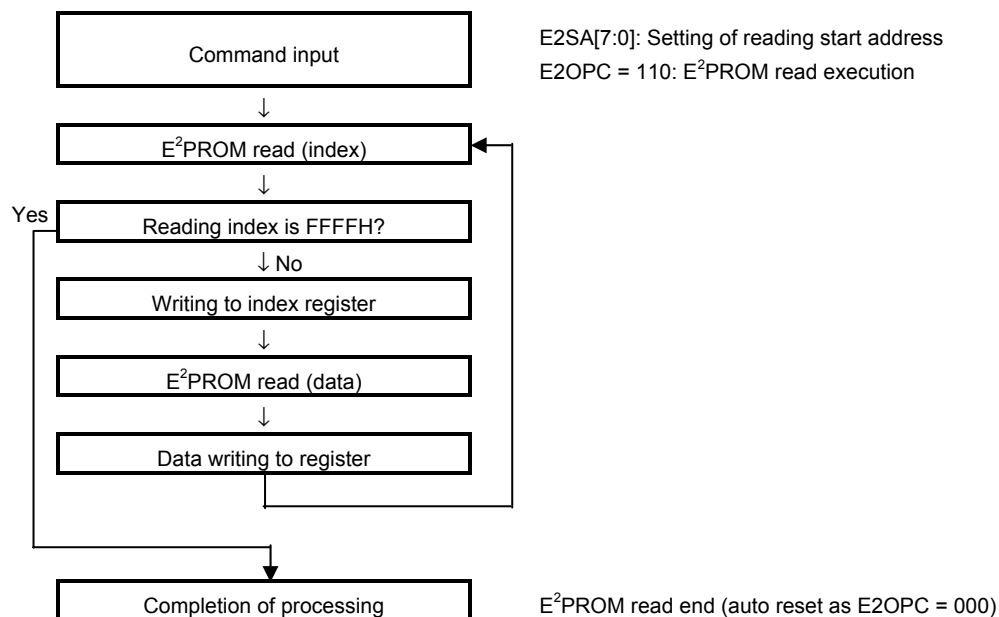 Command input
E2SA[7:0]: Setting of reading start address
E2OPC = 110: E²PROM read execution
↓
E²PROM read (index)
↓
Yes
Reading index is FFFFH?
↓ No
Writing to index register
↓
E²PROM read (data)
↓
Data writing to register
Completion of processing
E²PROM read end (auto reset as E2OPC = 000)